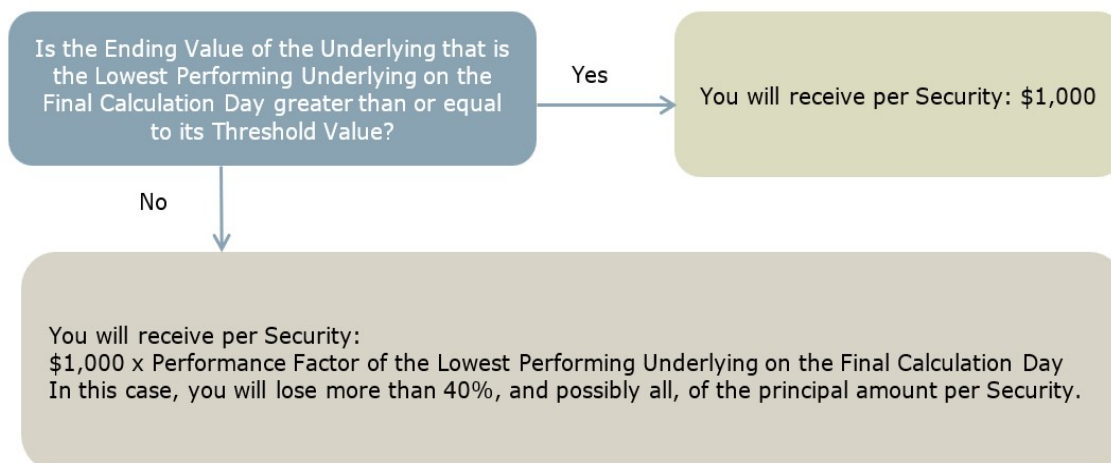 Is the Ending Value of the Underlying that is
the Lowest Performing Underlying on the
Final Calculation Day greater than or equal
to its Threshold Value?
Yes
You will receive per Security: $1,000
No
You will receive per Security:
$1,000 x Performance Factor of the Lowest Performing Underlying on the Final Calculation Day
In this case, you will lose more than 40%, and possibly all, of the principal amount per Security.